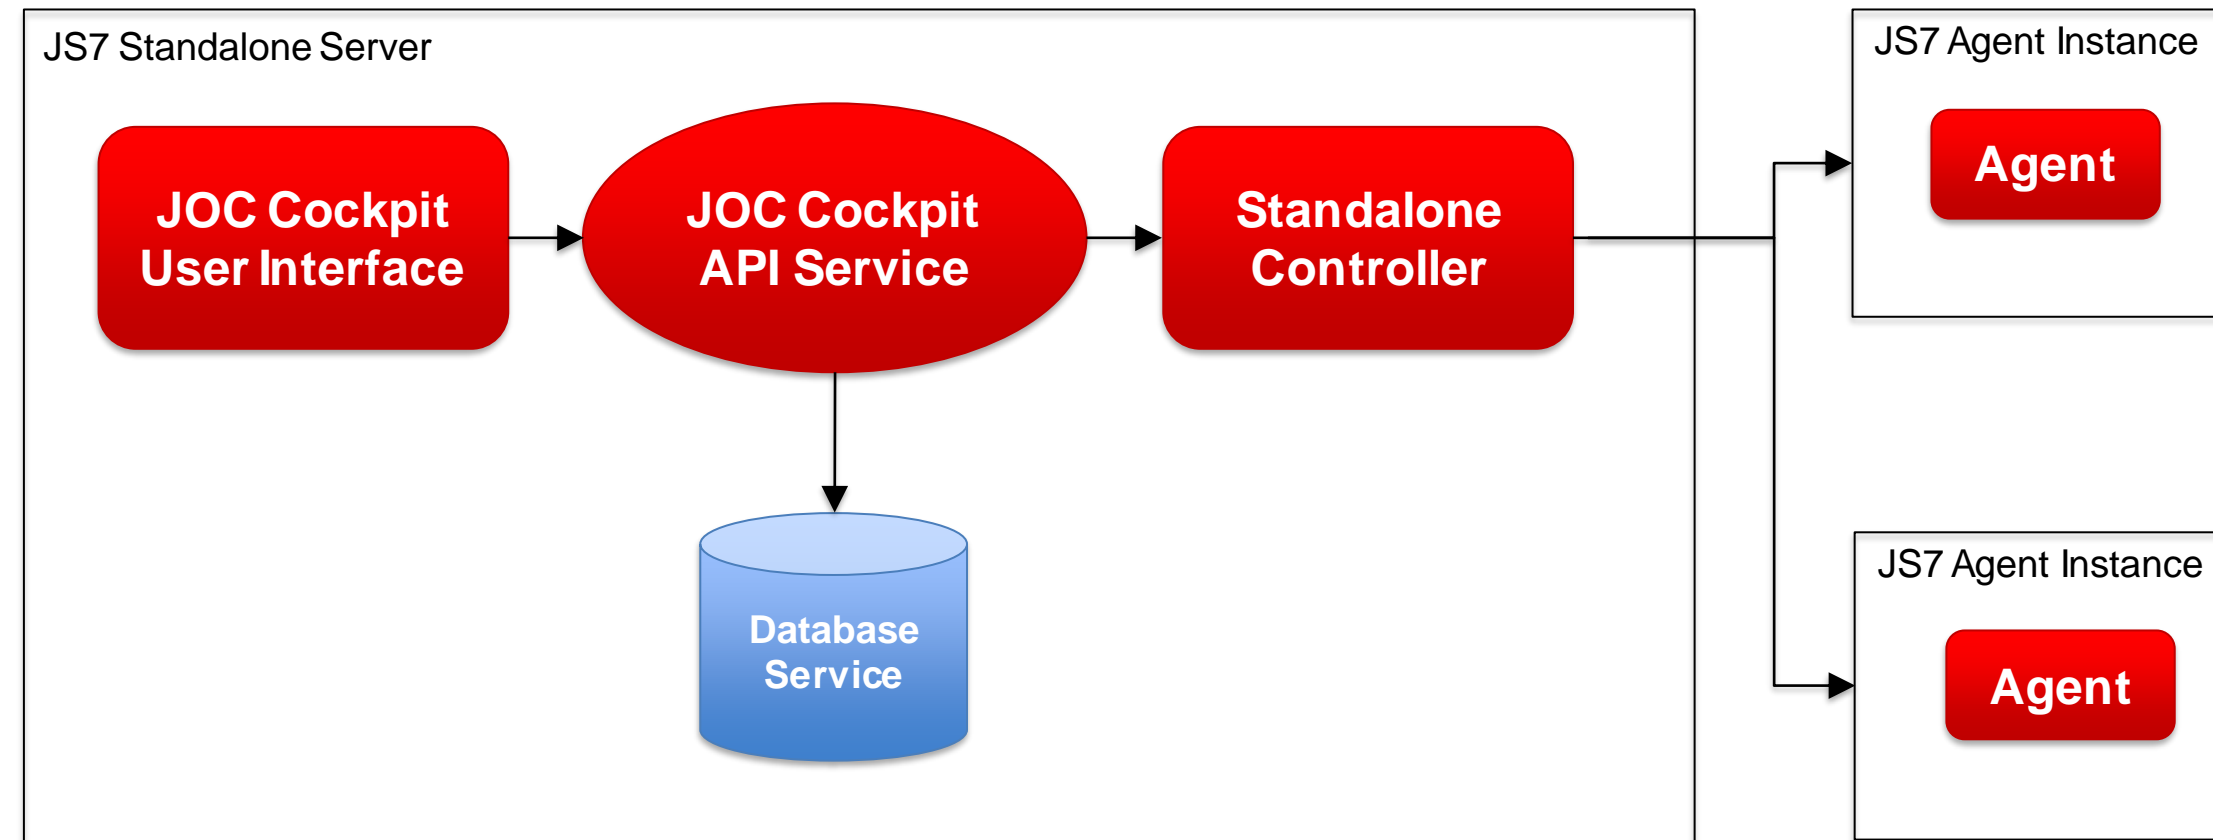 JS7 Standalone Server
JOC Cockpit
User Interface
JOC Cockpit
API Service
Standalone
Controller
Database
Service
JS7 Agent Instance
Agent
JS7 Agent Instance
Agent